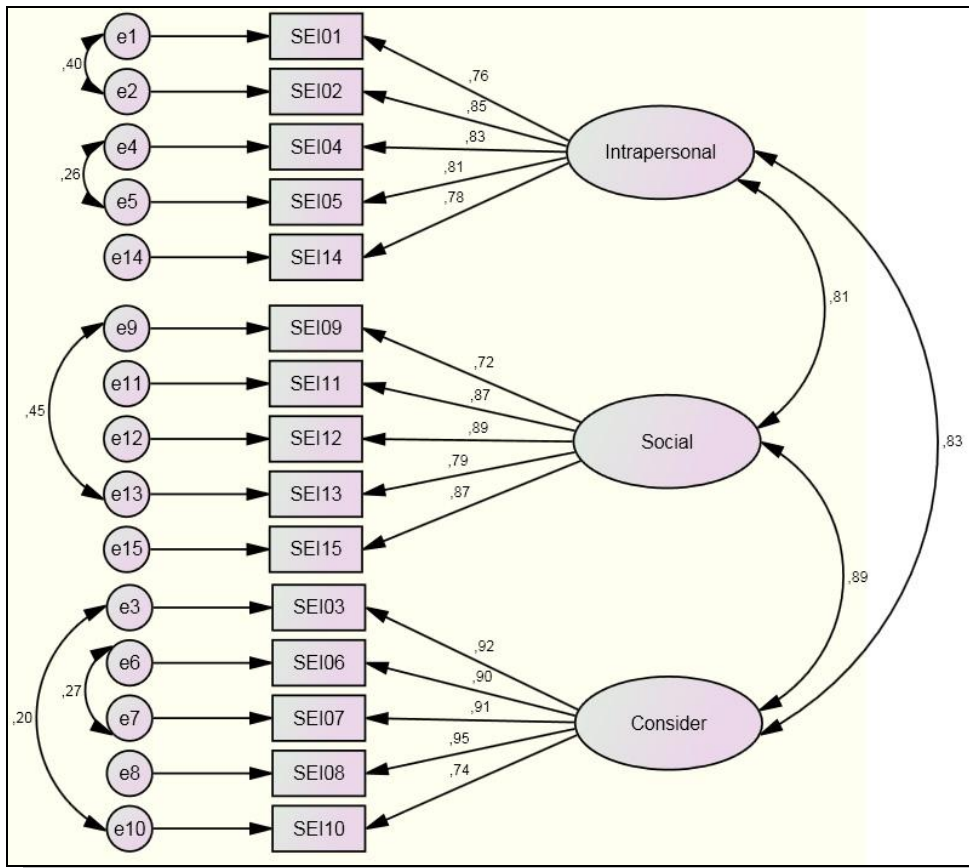 e1 SEI01
,40
,76
e2 SEI02
,85
e4 SEI04
,83
Intrapersonal
,26
,81
e5 SEI05
,78
e14 SEI14
,81
e9 SEI09
,72
e11 SEI11
,87
,45
e12 SEI12
,89
Social
,83
,79
e13 SEI13
,87
e15 SEI15
,89
e3 SEI03
,92
e6 SEI06
,90
,27
,20
,91
e7 SEI07
Consider
,95
e8 SEI08
,74
e10 SEI10